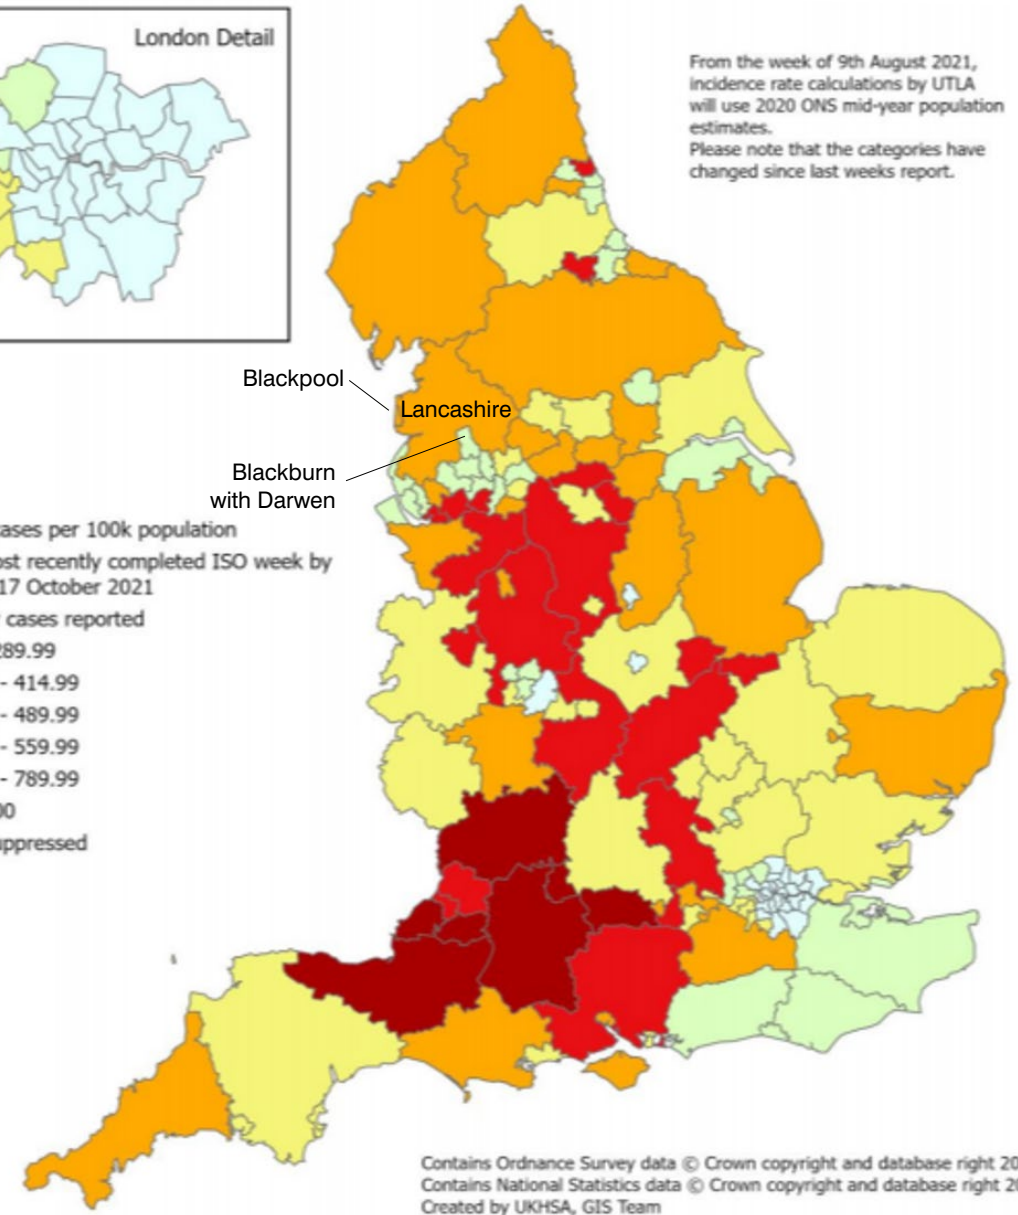 London Detail
From the week of 9th August 2021,
incidence rate calculations by UTLA
will use 2020 ONS mid-year population
estimates.
Please note that the categories have
changed since last weeks report.
Blackpool
Lancashire
Blackburn
with Darwen
cases per 100k population
ost recently completed ISO week by
17 October 2021
cases reported
289.99
- 414.99
- 489.99
- 559.99
- 789.99
00
uppressed
Contains Ordnance Survey data © Crown copyright and database right 20
Contains National Statistics data © Crown copyright and database right 20
Created by UKHSA, GIS Team